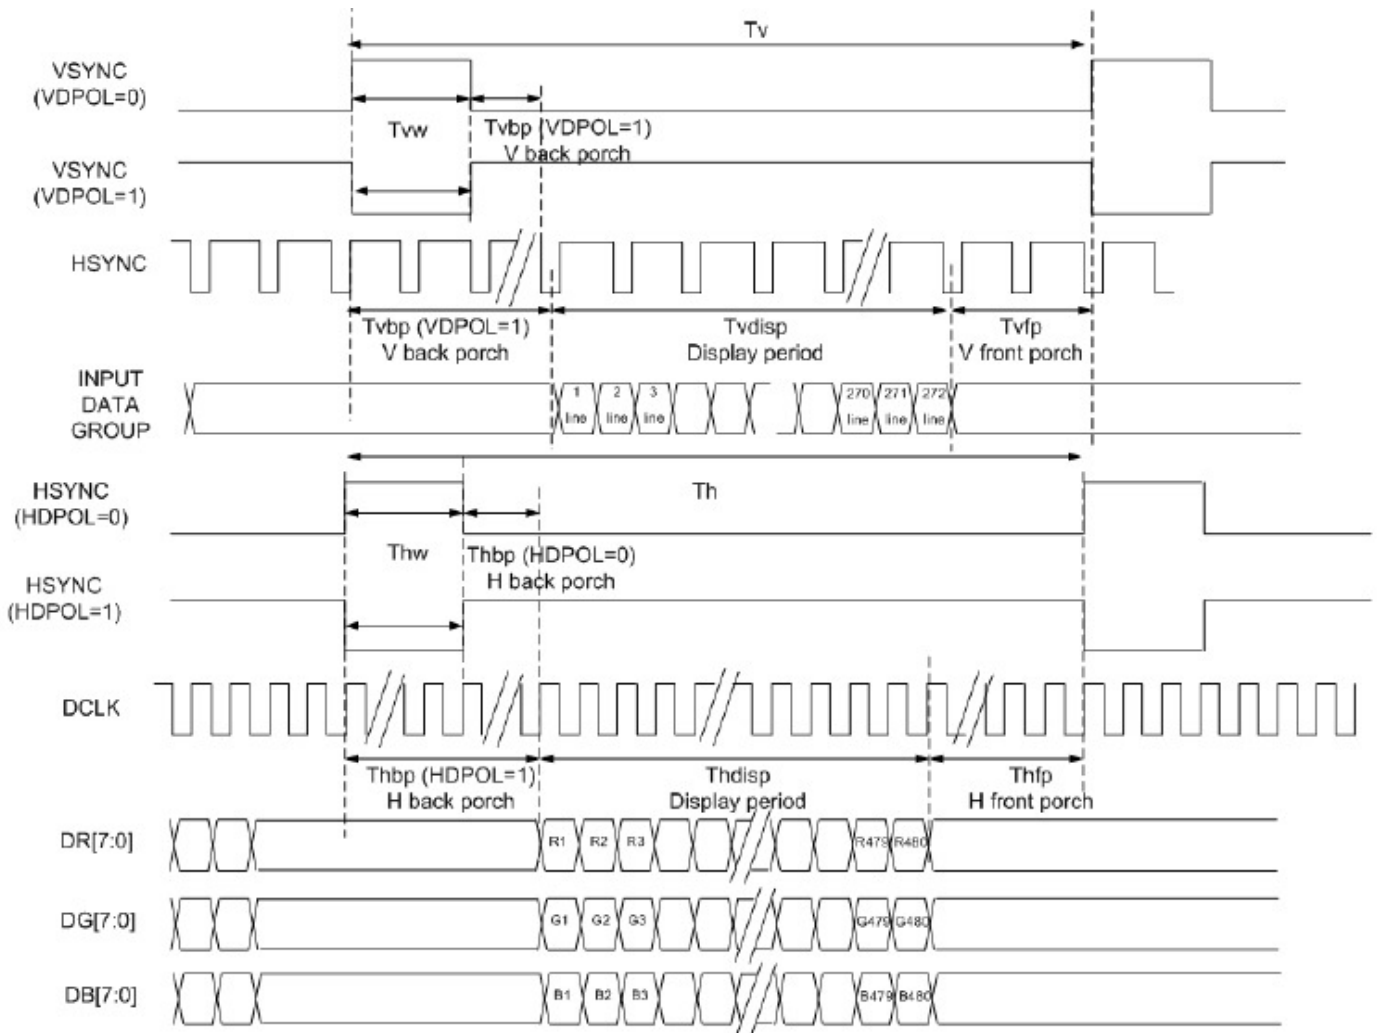 Tv
VSYNC
(VDPOL=0)
Tvw
Tvbp (VDPOL=1)
V back porch
VSYNC
(VDPOL=1)
HSYNC
Tvbp (VDPOL=1)
V back porch
Tvdisp
Display period
Tvfp
V front porch
INPUT
DATA
GROUP
1
line
2
line
3
line
270
line
271
line
272
line
HSYNC
(HDPOL=0)
Th
Thw
Thbp (HDPOL=0)
H back porch
HSYNC
(HDPOL=1)
DCLK
Thbp (HDPOL=1)
H back porch
Thdisp
Display period
Thfp
H front porch
DR[7:0]
R1 R2 R3 R479 R480
DG[7:0]
G1 G2 G3 G479 G480
DB[7:0]
B1 B2 B3 B479 B480